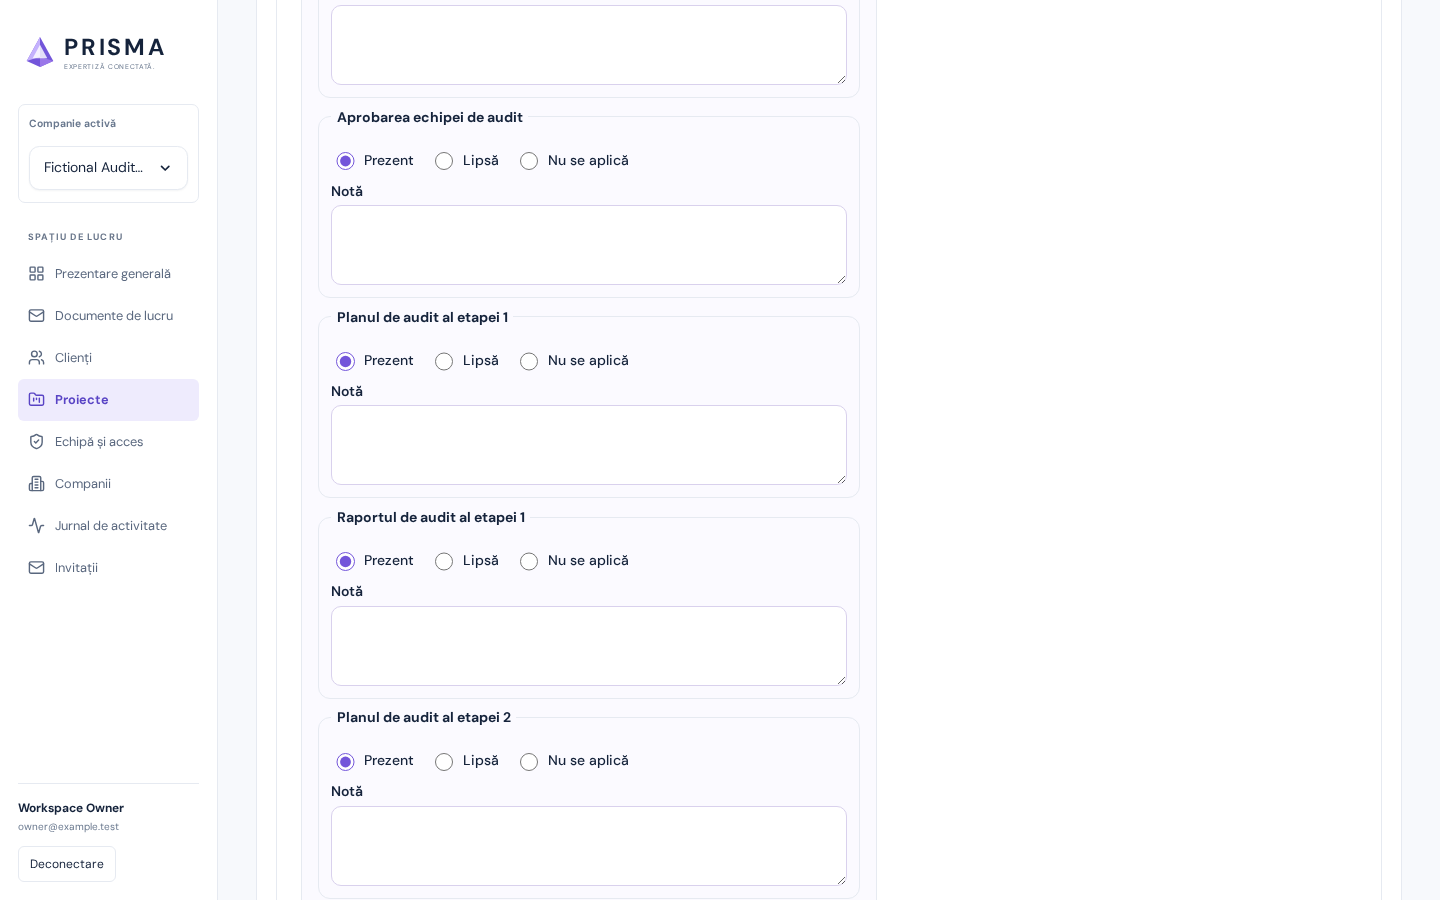 PRISMA
EXPERTIZĂ CONECTATĂ.
Companie activă
Fictional Audit...
SPAȚIU DE LUCRU
Prezentare generală
Documente de lucru
Clienți
Proiecte
Echipă și acces
Companii
Jurnal de activitate
Invitații
Workspace Owner
owner@example.test
Deconectare
Aprobarea echipei de audit
Prezent Lipsă Nu se aplică
Notă
Planul de audit al etapei 1
Prezent Lipsă Nu se aplică
Notă
Raportul de audit al etapei 1
Prezent Lipsă Nu se aplică
Notă
Planul de audit al etapei 2
Prezent Lipsă Nu se aplică
Notă